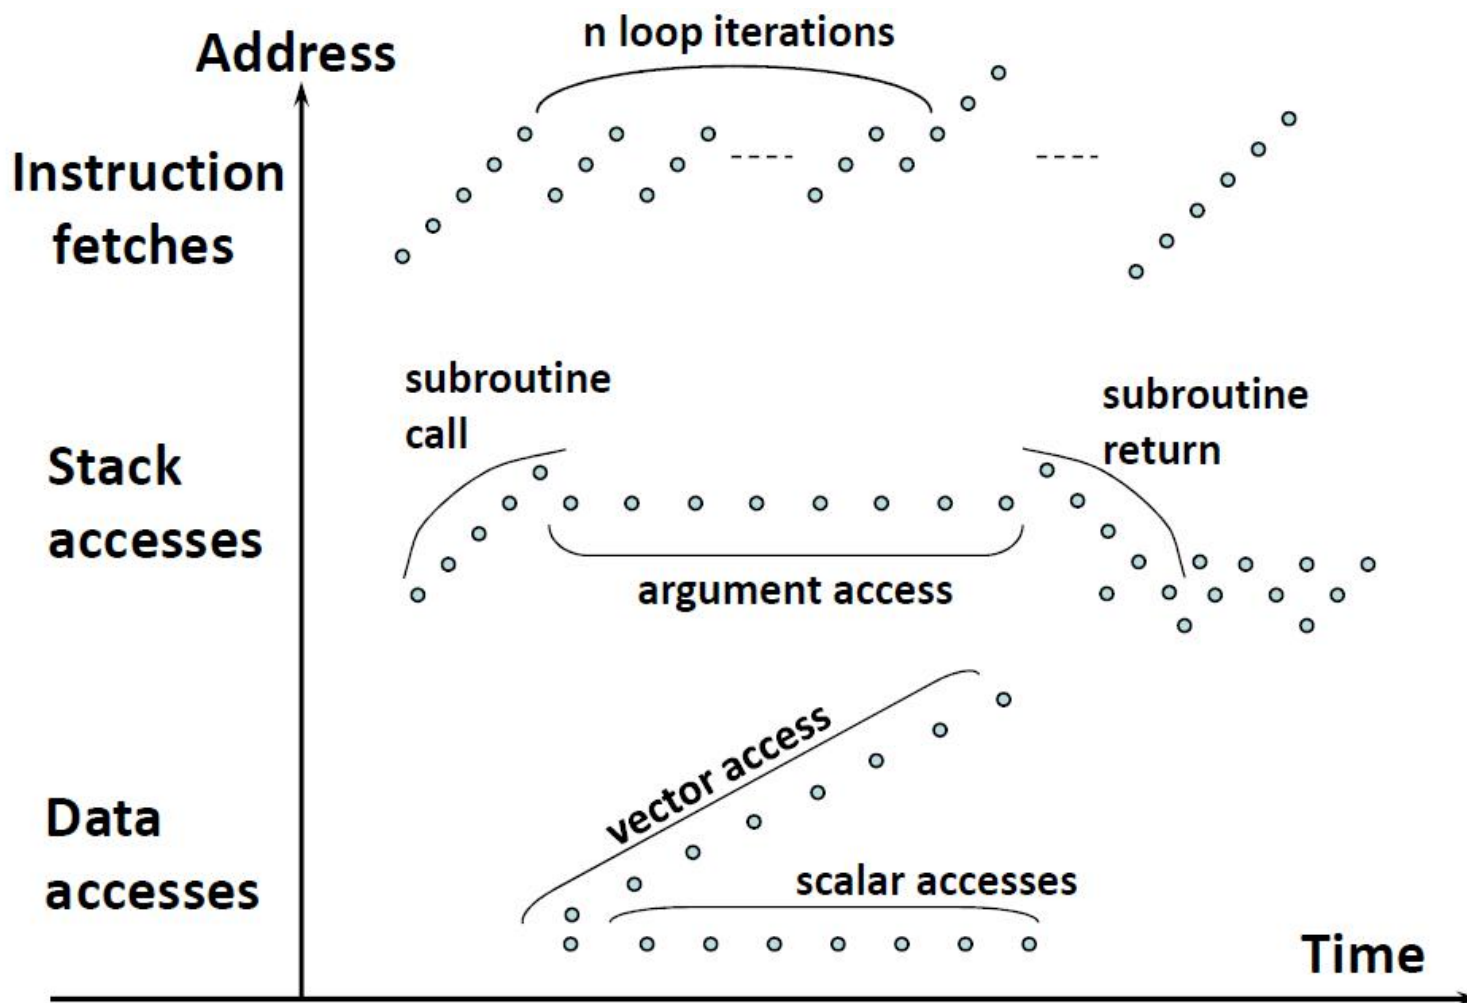 Address
n loop iterations
Instruction
fetches
subroutine
call
subroutine
return
Stack
accesses
argument access
vector access
Data
accesses
scalar accesses
Time